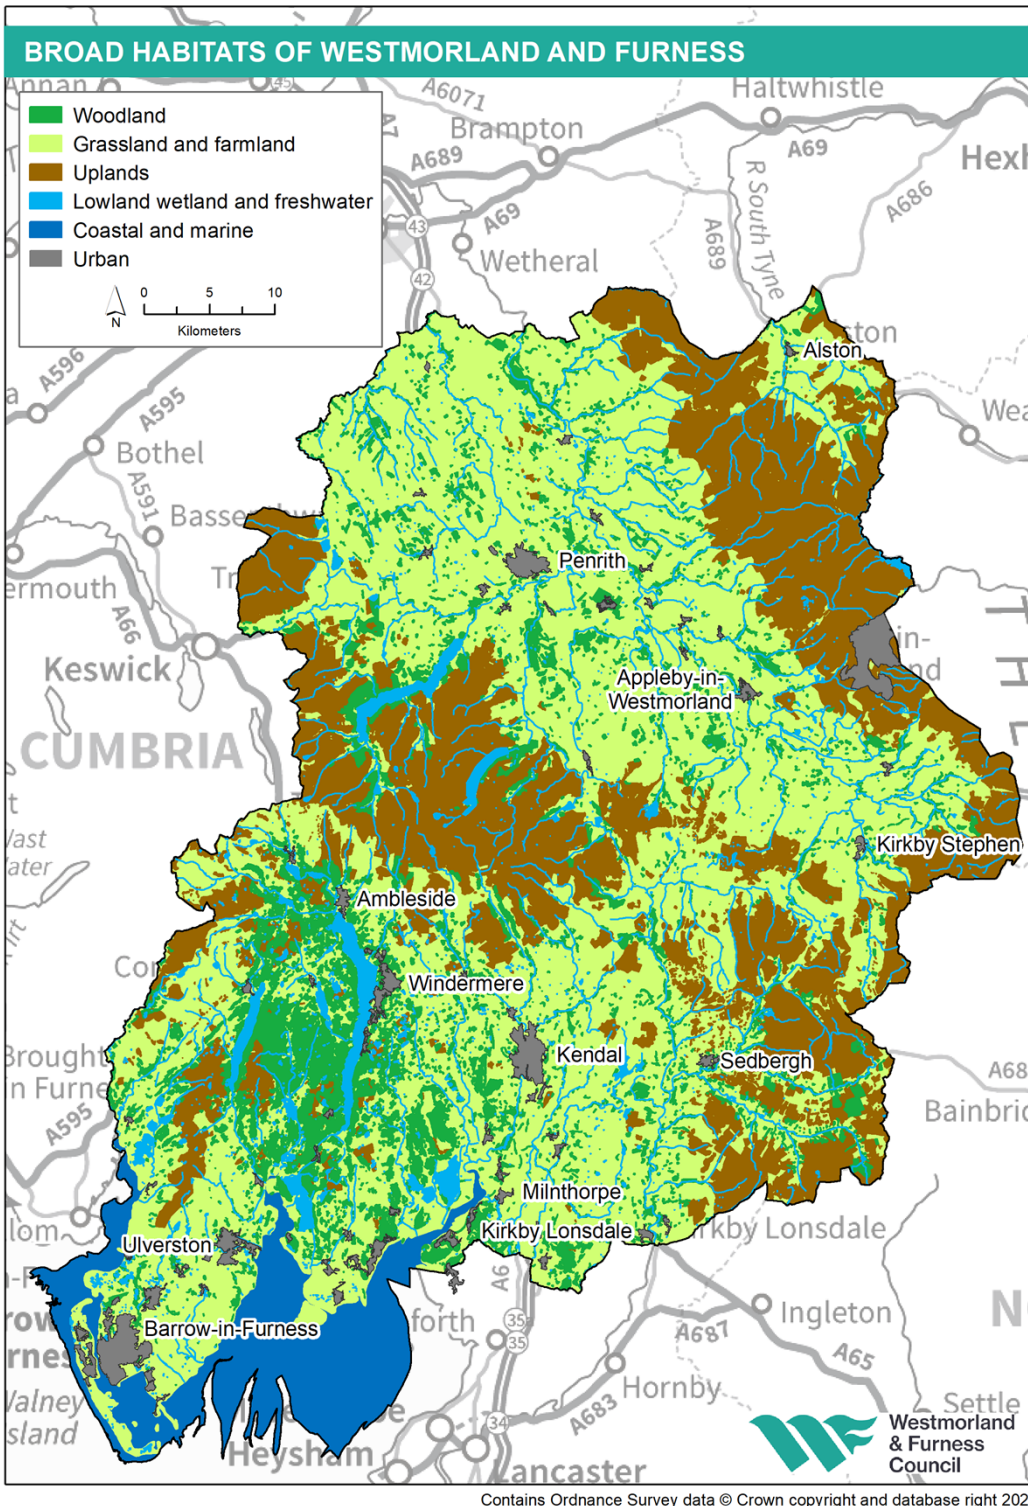 BROAD HABITATS OF WESTMORLAND AND FURNESS
Annan
45
A7
A6071
Haltwhistle
Woodland
Grassland and farmland
Uplands
Lowland wetland and freshwater
Coastal and marine
Urban
0 5 10
N
Kilometers
Brampton
A689
A69
A69
R South Tyne
A686
A689
43
Wetheral
42
A596
A595
Alston
Bothel
A591
Penrith
A66
Keswick
Appleby-in-
Westmorland
CUMBRIA
Kirkby Stephen
Ambleside
Windermere
Kendal
Sedbergh
A595
Milnthorpe
Kirkby Lonsdale
Ulverston
A6
Barrow-in-Furness
35
35
Ingleton
A687
A65
Hornby
A683
34
Settle
Heysham
Lancaster
Westmorland
& Furness
Council
Contains Ordnance Survey data © Crown copyright and database right 202